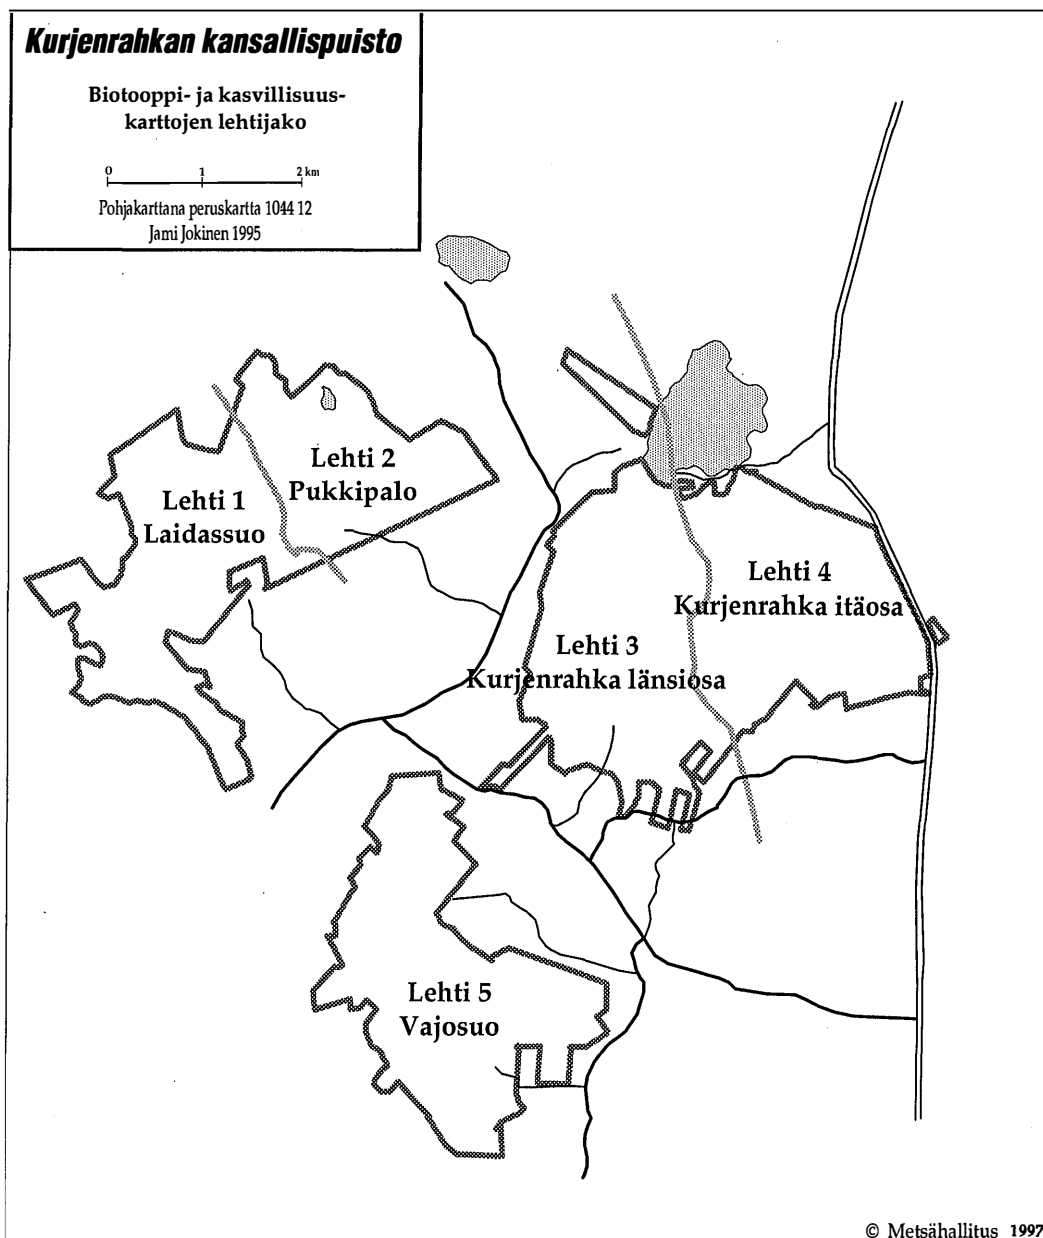 Kurjenrahkan kansallispuisto
Biotooppi- ja kasvillisuus-
karttojen lehtijako
0 1 2 km
Pohjakarttana peruskartta 1044 12
Jami Jokinen 1995
Lehti 2
Pukkipalo
Lehti 1
Laidassuo
Lehti 4
Kurjenrahka itäosa
Lehti 3
Kurjenrahka länsiosa
Lehti 5
Vajosuo
© Metsähallitus 1997